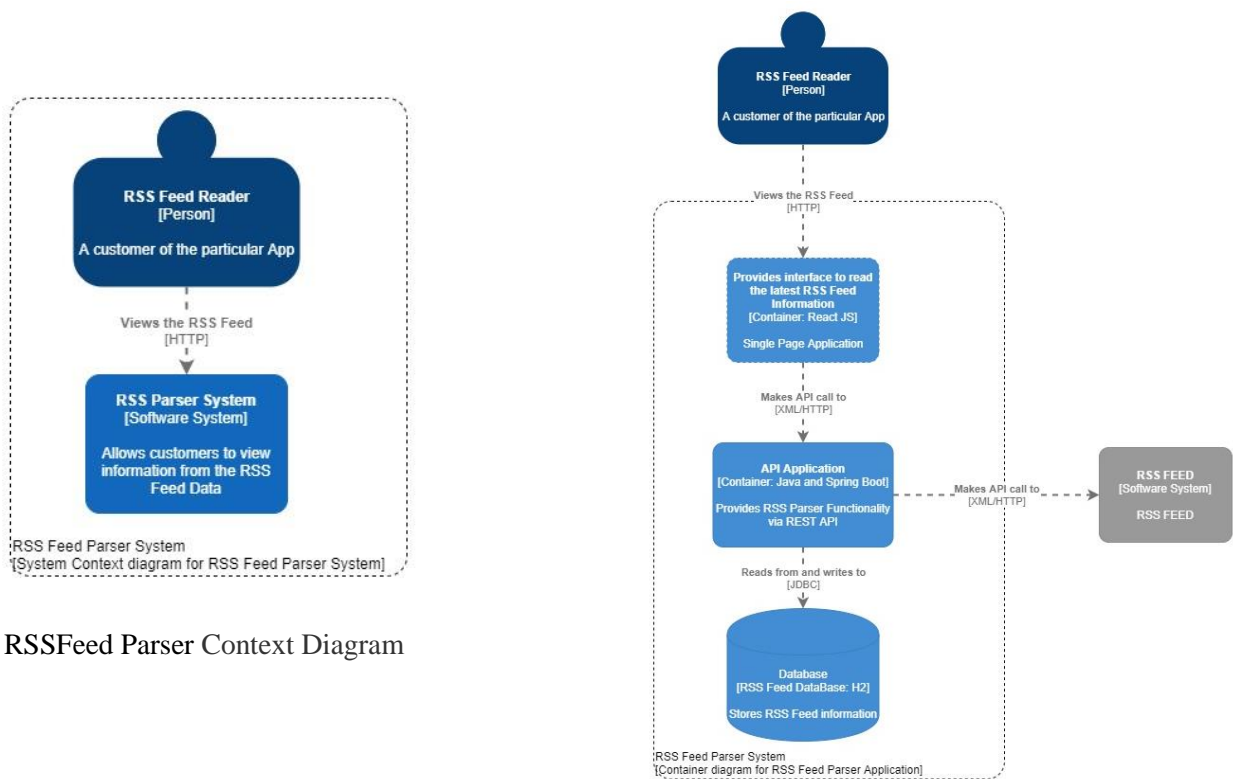 RSS Feed Reader
[Person]
A customer of the particular App
Views the RSS Feed
[HTTP]
RSS Parser System
[Software System]
Allows customers to view
information from the RSS
Feed Data
RSS Feed Parser System
[System Context diagram for RSS Feed Parser System]
RSSFeed Parser Context Diagram
RSS Feed Reader
[Person]
A customer of the particular App
Views the RSS Feed
[HTTP]
Provides interface to read
the latest RSS Feed
Information
[Container: React JS]
Single Page Application
Makes API call to
[XML/HTTP]
API Application
[Container: Java and Spring Boot]
Provides RSS Parser Functionality
via REST API
Makes API call to
[XML/HTTP]
RSS FEED
[Software System]
RSS FEED
Reads from and writes to
[JDBC]
Database
[RSS Feed DataBase: H2]
Stores RSS Feed information
RSS Feed Parser System
[Container diagram for RSS Feed Parser Application]